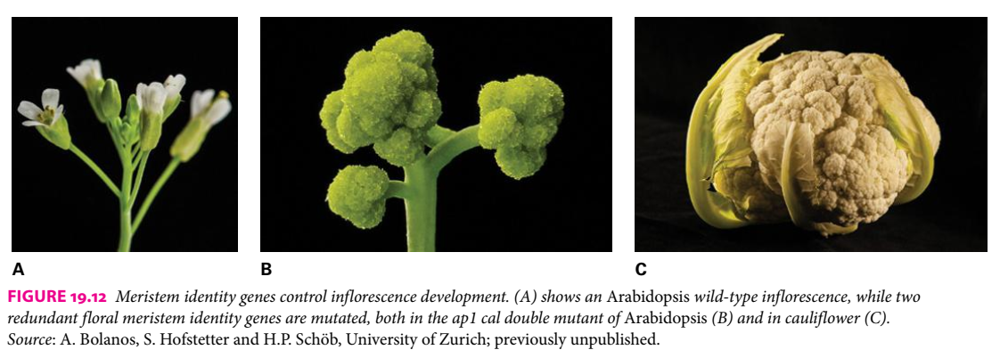 A
B
C
FIGURE 19.12 Meristem identity genes control inflorescence development. (A) shows an Arabidopsis wild-type inflorescence, while two
redundant floral meristem identity genes are mutated, both in the ap1 cal double mutant of Arabidopsis (B) and in cauliflower (C).
Source: A. Bolanos, S. Hofstetter and H.P. Schöb, University of Zurich; previously unpublished.